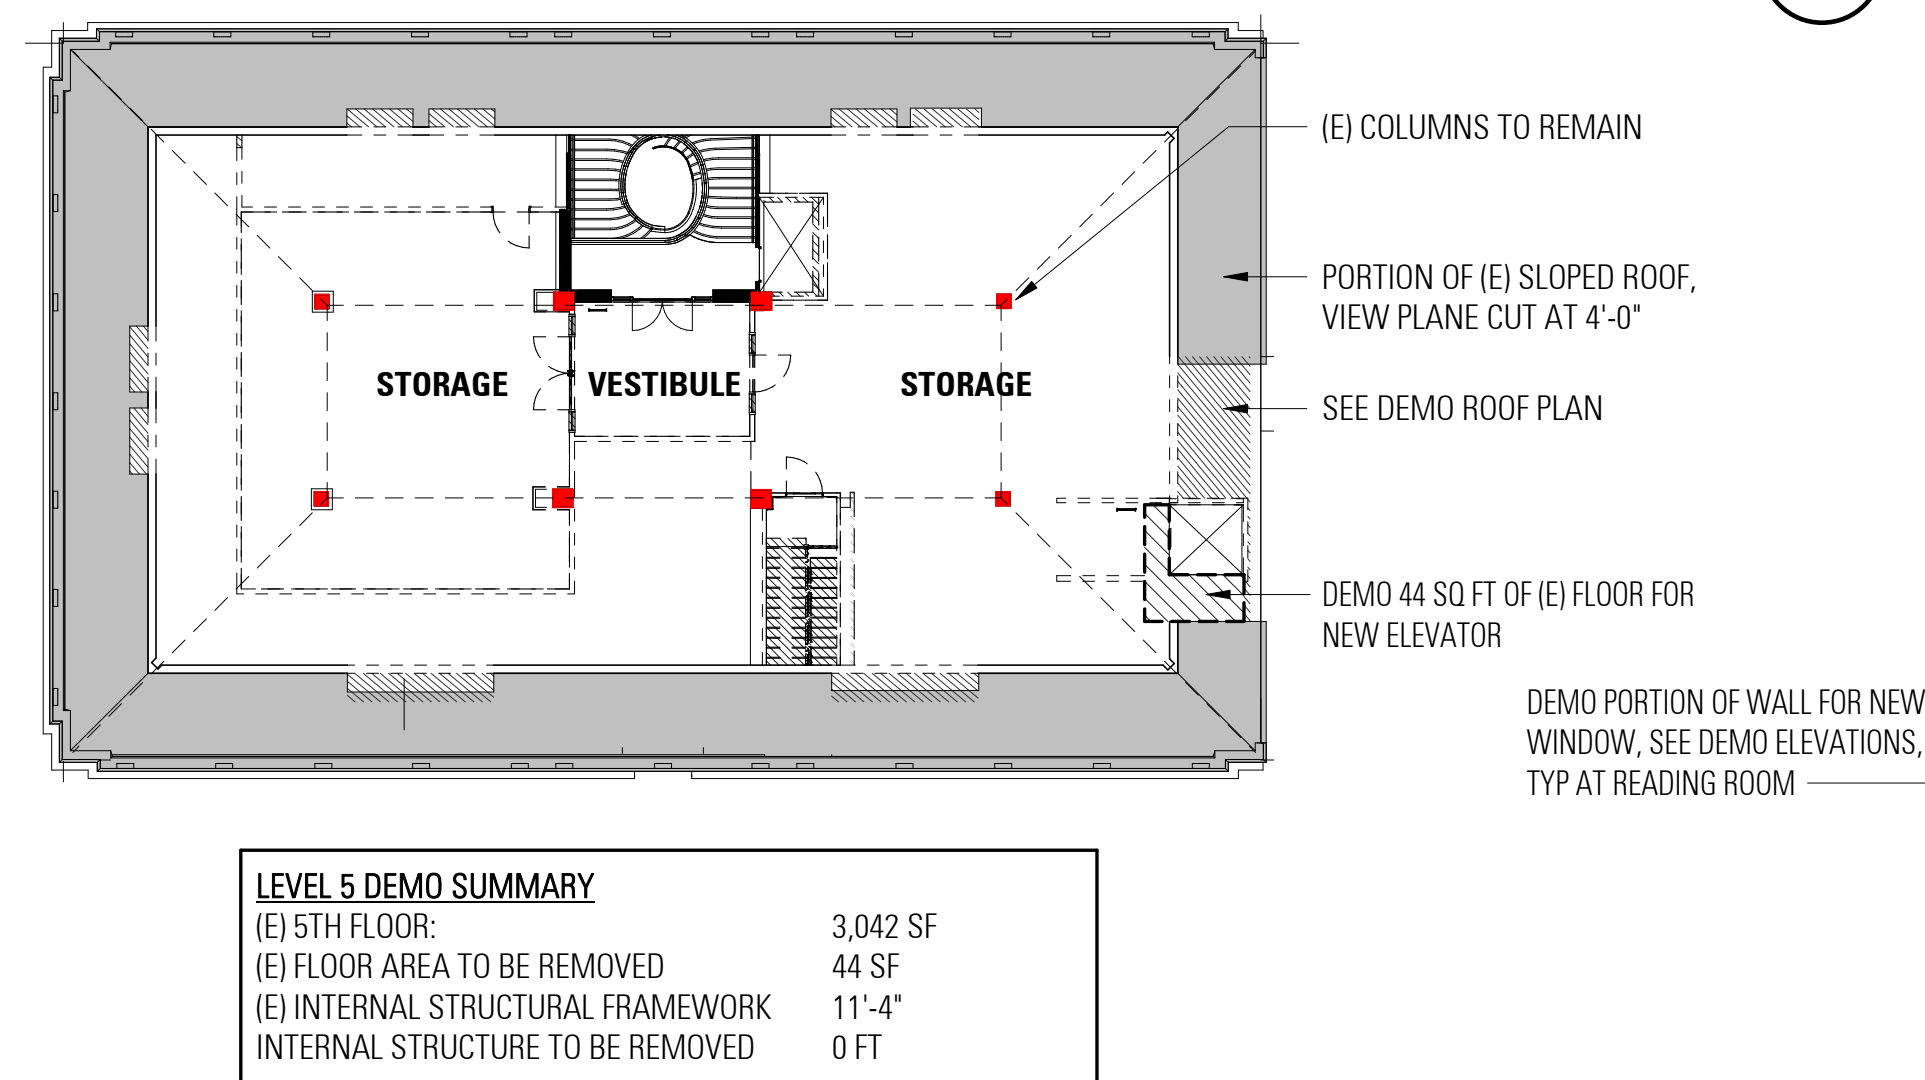 (E) COLUMNS TO REMAIN
PORTION OF (E) SLOPED ROOF,
VIEW PLANE CUT AT 4'-0"
STORAGE
VESTIBULE
STORAGE
SEE DEMO ROOF PLAN
DEMO 44 SQ FT OF (E) FLOOR FOR
NEW ELEVATOR
DEMO PORTION OF WALL FOR NEW
WINDOW, SEE DEMO ELEVATIONS,
TYP AT READING ROOM
LEVEL 5 DEMO SUMMARY
(E) 5TH FLOOR: 3,042 SF
(E) FLOOR AREA TO BE REMOVED 44 SF
(E) INTERNAL STRUCTURAL FRAMEWORK 11'-4"
INTERNAL STRUCTURE TO BE REMOVED 0 FT